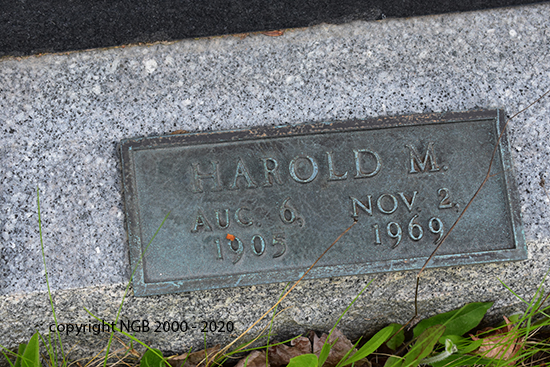 HAROLD M.
AUG. 6, NOV. 2,
1905 1969
copyright NGB 2000 - 2020